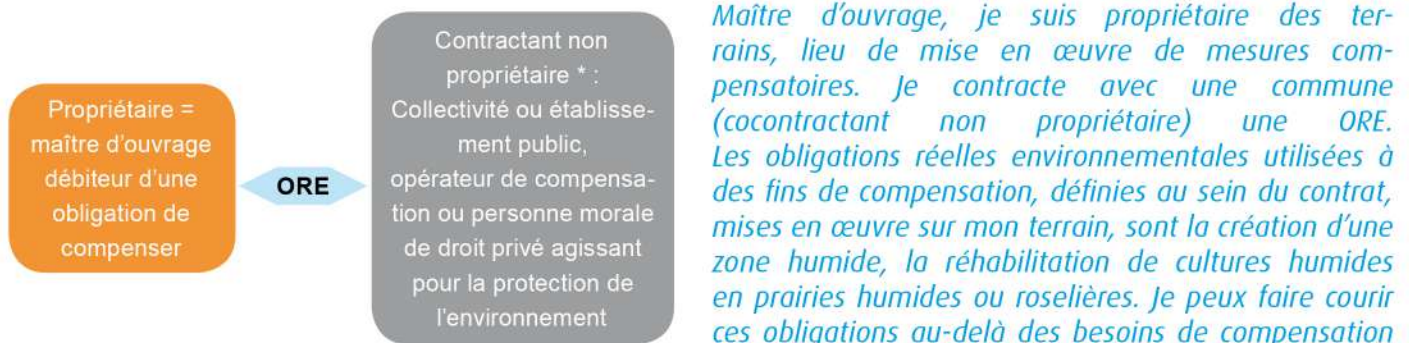 Propriétaire =
maître d'ouvrage
débiteur d'une
obligation de
compenser
ORE
Contractant non
propriétaire * :
Collectivité ou établisse-
ment public,
opérateur de compensa-
tion ou personne morale
de droit privé agissant
pour la protection de
l'environnement
Maître d'ouvrage, je suis propriétaire des ter-
rains, lieu de mise en œuvre de mesures com-
pensatoires. Je contracte avec une commune
(cocontractant non propriétaire) une ORE.
Les obligations réelles environnementales utilisées à
des fins de compensation, définies au sein du contrat,
mises en œuvre sur mon terrain, sont la création d'une
zone humide, la réhabilitation de cultures humides
en prairies humides ou roselières. Je peux faire courir
ces obligations au-delà des besoins de compensation